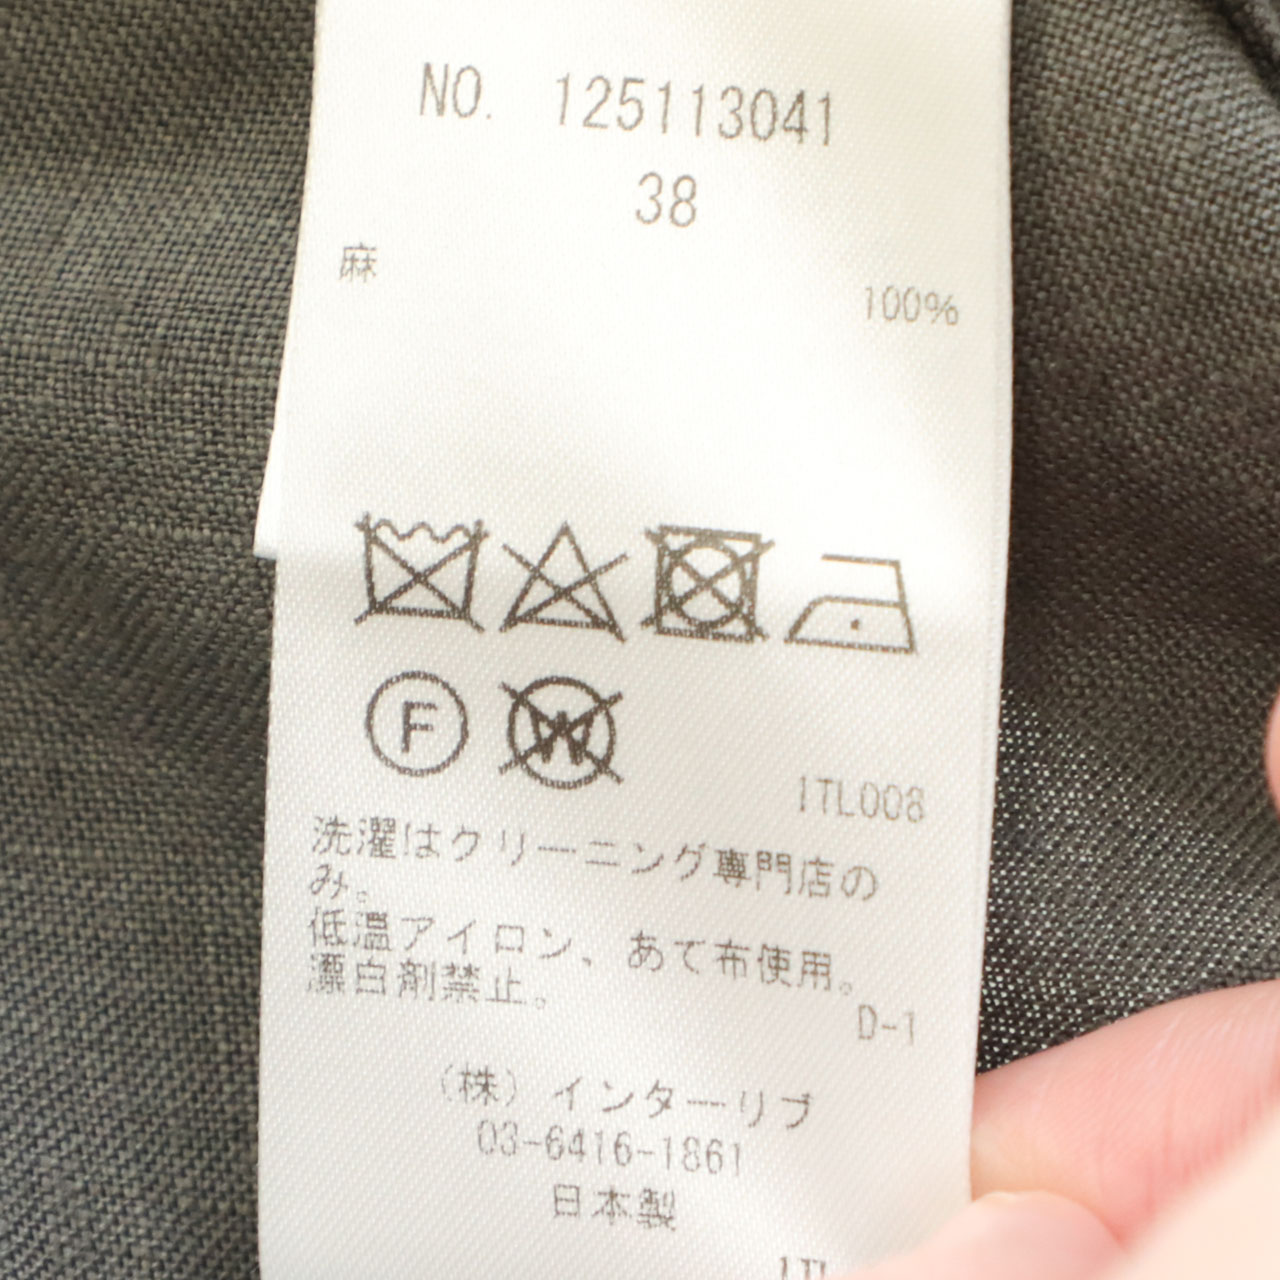 NO. 125113041
38
麻 100%
F W
ITL008
洗濯はクリーニング専門店の
み。
低温アイロン、あて布使用。
漂白剤禁止。
D-1
(株)インターリブ
03-6416-1861
日本製